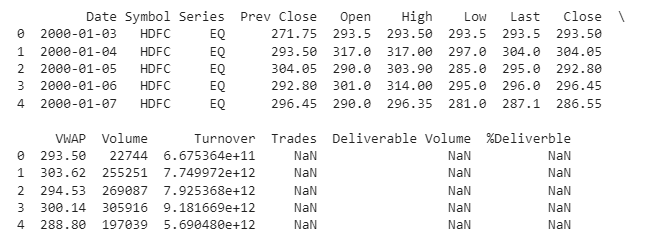 Date Symbol Series Prev Close Open High Low Last Close \
0 2000-01-03 HDFC EQ 271.75 293.5 293.50 293.5 293.5 293.50
1 2000-01-04 HDFC EQ 293.50 317.0 317.00 297.0 304.0 304.05
2 2000-01-05 HDFC EQ 304.05 290.0 303.90 285.0 295.0 292.80
3 2000-01-06 HDFC EQ 292.80 301.0 314.00 295.0 296.0 296.45
4 2000-01-07 HDFC EQ 296.45 290.0 296.35 281.0 287.1 286.55
VWAP Volume Turnover Trades Deliverable Volume %Deliverble
0 293.50 22744 6.675364e+11 NaN NaN NaN
1 303.62 255251 7.749972e+12 NaN NaN NaN
2 294.53 269087 7.925368e+12 NaN NaN NaN
3 300.14 305916 9.181669e+12 NaN NaN NaN
4 288.80 197039 5.690480e+12 NaN NaN NaN